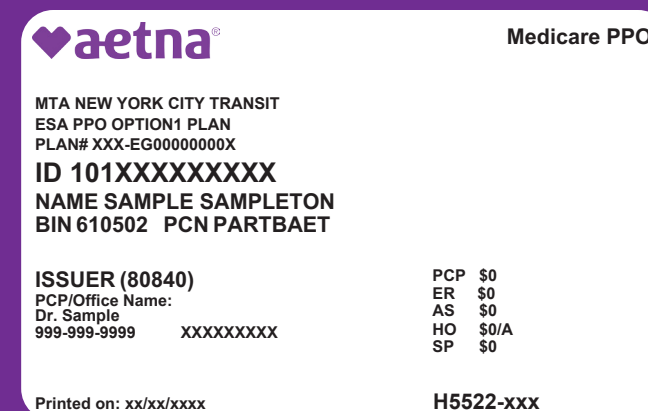 aetna®
Medicare PPO
MTA NEW YORK CITY TRANSIT
ESA PPO OPTION1 PLAN
PLAN# XXX-EG00000000X
ID 101XXXXXXXXX
NAME SAMPLE SAMPLETON
BIN 610502 PCN PARTBAET
ISSUER (80840)
PCP/Office Name:
Dr. Sample
999-999-9999 XXXXXXXXX
PCP $0
ER $0
AS $0
HO $0/A
SP $0
Printed on: xx/xx/xxxx
H5522-xxx